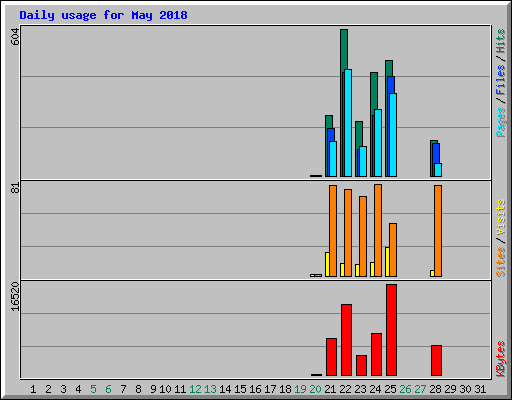 Daily usage for May 2018
604
81
16520
Pages / Files / Hits
Sites / Visits
KBytes
1 2 3 4 5 6 7 8 9 10 11 12 13 14 15 16 17 18 19 20 21 22 23 24 25 26 27 28 29 30 31